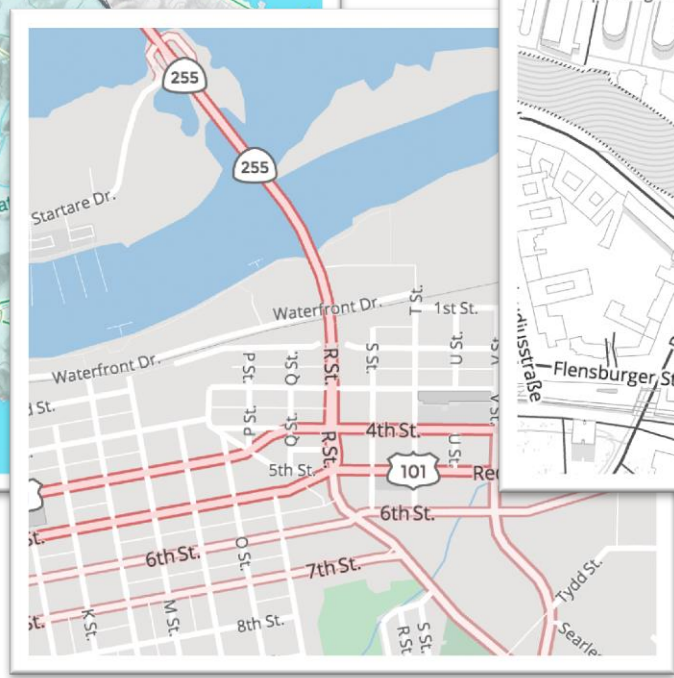 255
255
Startare Dr.
Waterfront Dr.
T St.
1st St.
Waterfront Dr.
P St.
Q St.
R St.
S St.
U St.
P St.
Q St.
R St.
4th St.
U St.
5th St.
101
6th St.
6th St.
O St.
7th St.
K St.
M St.
8th St.
R St.
S St.
Tydd St.
Flensburger